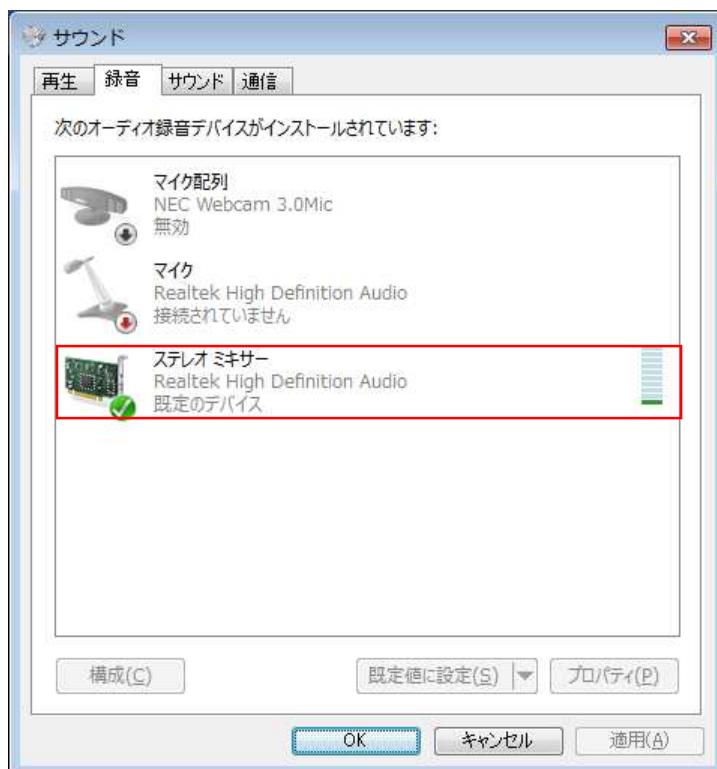 サウンド
再生 録音 サウンド 通信
次のオーディオ録音デバイスがインストールされています:
マイク配列
NEC Webcam 3.0Mic
無効
マイク
Realtek High Definition Audio
接続されていません
ステレオ ミキサー
Realtek High Definition Audio
既定のデバイス
構成(C) 既定値に設定(S) プロパティ(P)
OK キャンセル 適用(A)